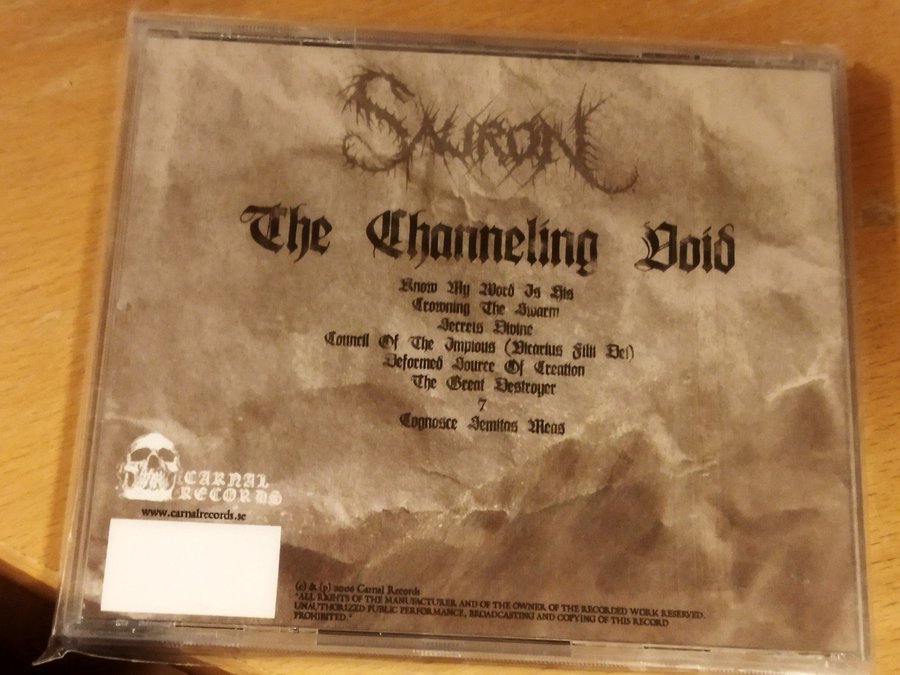 SAURON
The Channeling Void
Know My Word Is His
Crowning The Swarm
Secrets Divine
Council Of The Impious (Vicarius Filii Dei)
Deformed Source Of Creation
The Great Destroyer
7
Cognosce Semitas Meas
CARNAL
RECORDS
www.carnalrecords.se
(c) & (p) 2006 Carnal Records
"ALL RIGHTS OF THE MANUFACTURER AND OF THE OWNER OF THE RECORDED WORK RESERVED.
UNAUTHORIZED PUBLIC PERFORMANCE, BROADCASTING AND COPYING OF THIS RECORD
PROHIBITED."